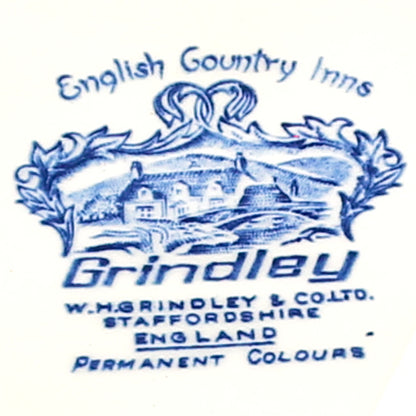 English Country Inns
Grindley
W.H.GRINDLEY & CO.LTD.
STAFFORDSHIRE
ENGLAND
PERMANENT COLOURS